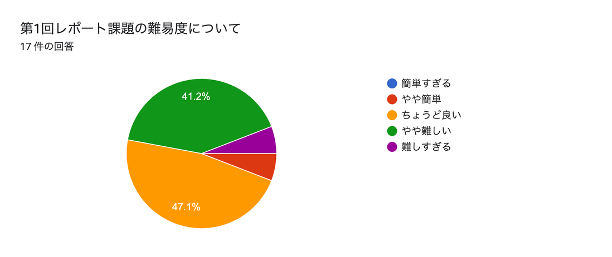 第1回レポート課題の難易度について
17 件の回答
41.2%
47.1%
簡単すぎる
やや簡単
ちょうど良い
やや難しい
難しすぎる